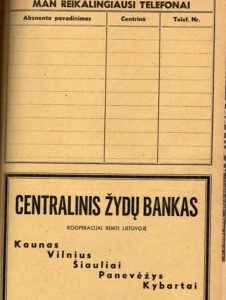 MAN REIKALINGIAUSI TELEFONAI
Abonento pavadinimas Centrinė Telef. Nr.
CENTRALINIS ŽYDŲ BANKAS
KOOPERACIJAI REMTI LIETUVOJE
Kaunas
Vilnius
Šiauliai
Panevėžys
Kybartai